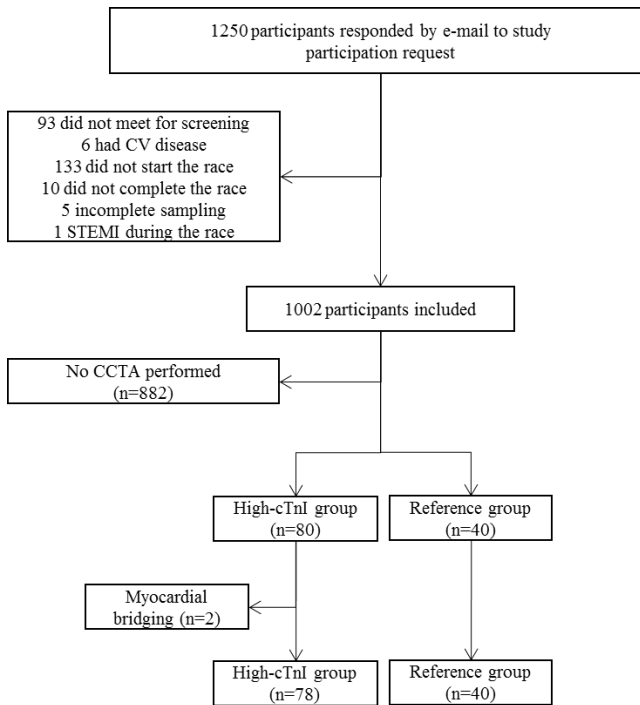 1250 participants responded by e-mail to study
participation request
93 did not meet for screening
6 had CV disease
133 did not start the race
10 did not complete the race
5 incomplete sampling
1 STEMI during the race
1002 participants included
No CCTA performed
(n=882)
High-cTnI group
(n=80)
Reference group
(n=40)
Myocardial
bridging (n=2)
High-cTnI group
(n=78)
Reference group
(n=40)